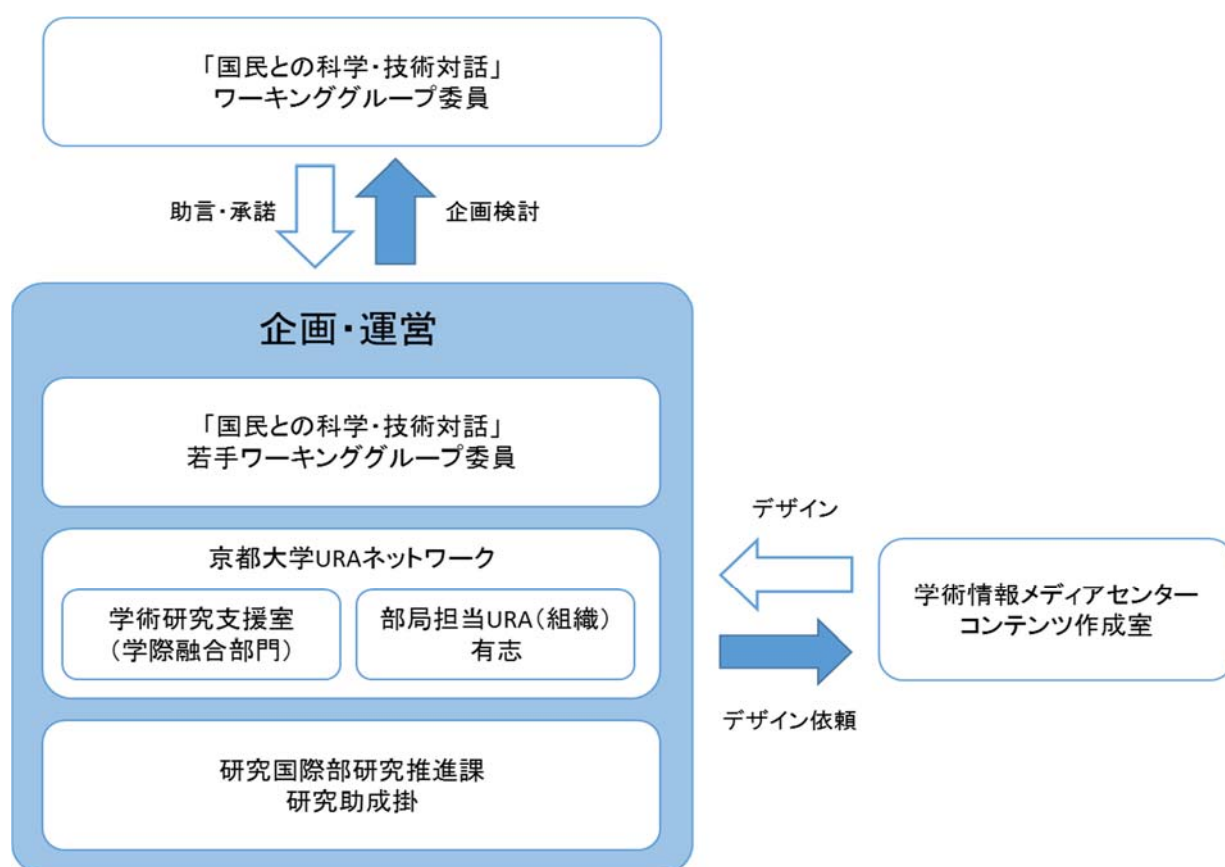 「国民との科学・技術対話」
ワーキンググループ委員
助言・承諾
企画検討
企画・運営
「国民との科学・技術対話」
若手ワーキンググループ委員
京都大学URAネットワーク
学術研究支援室
（学際融合部門）
部局担当URA（組織）
有志
研究国際部研究推進課
研究助成掛
デザイン
デザイン依頼
学術情報メディアセンター
コンテンツ作成室